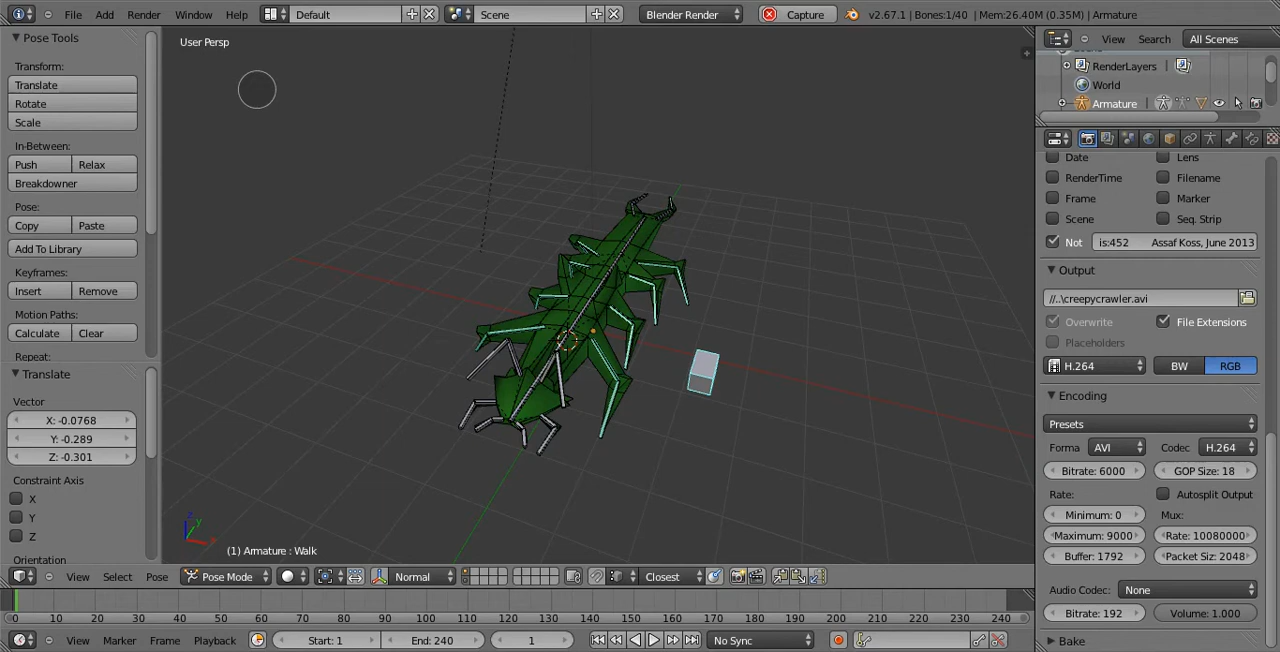 File Add Render Window Help Default Scene Blender Render Capture v2.67.1 | Bones:1/40 | Mem:26.40M (0.35M) | Armature
Pose Tools
Transform:
Translate
Rotate
Scale
In-Between:
Push Relax
Breakdowner
Pose:
Copy Paste
Add To Library
Keyframes:
Insert Remove
Motion Paths:
Calculate Clear
Repeat:
Translate
Vector
X: -0.0768
Y: -0.289
Z: -0.301
Constraint Axis
X
Y
Z
Orientation
User Persp
(1) Armature : Walk
View Select Pose Pose Mode Normal Closest
0 10 20 30 40 50 60 70 80 90 100 110 120 130 140 150 160 170 180 190 200 210 220 230 240
View Marker Frame Playback Start: 1 End: 240 1 No Sync
View Search All Scenes
RenderLayers |
World
Armature
Date Lens
RenderTime Filename
Frame Marker
Scene Seq. Strip
Not is:452 Assaf Koss, June 2013
Output
//..\creepycrawler.avi
Overwrite File Extensions
Placeholders
H.264 BW RGB
Encoding
Presets
Forma AVI Codec H.264
Bitrate: 6000 GOP Size: 18
Rate: Autosplit Output
Minimum: 0 Mux:
Maximum: 9000 Rate: 10080000
Buffer: 1792 Packet Siz: 2048
Audio Codec: None
Bitrate: 192 Volume: 1.000
Bake